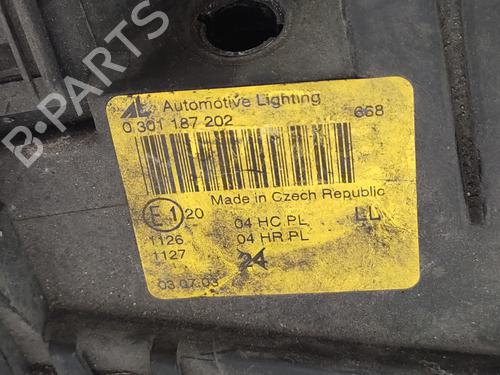 B-PARTS
AL Automotive Lighting
0 301 187 202 668
Made in Czech Republic
E1 20 04 HC PL LL
1126 04 HR PL
1127 24
03.07.03